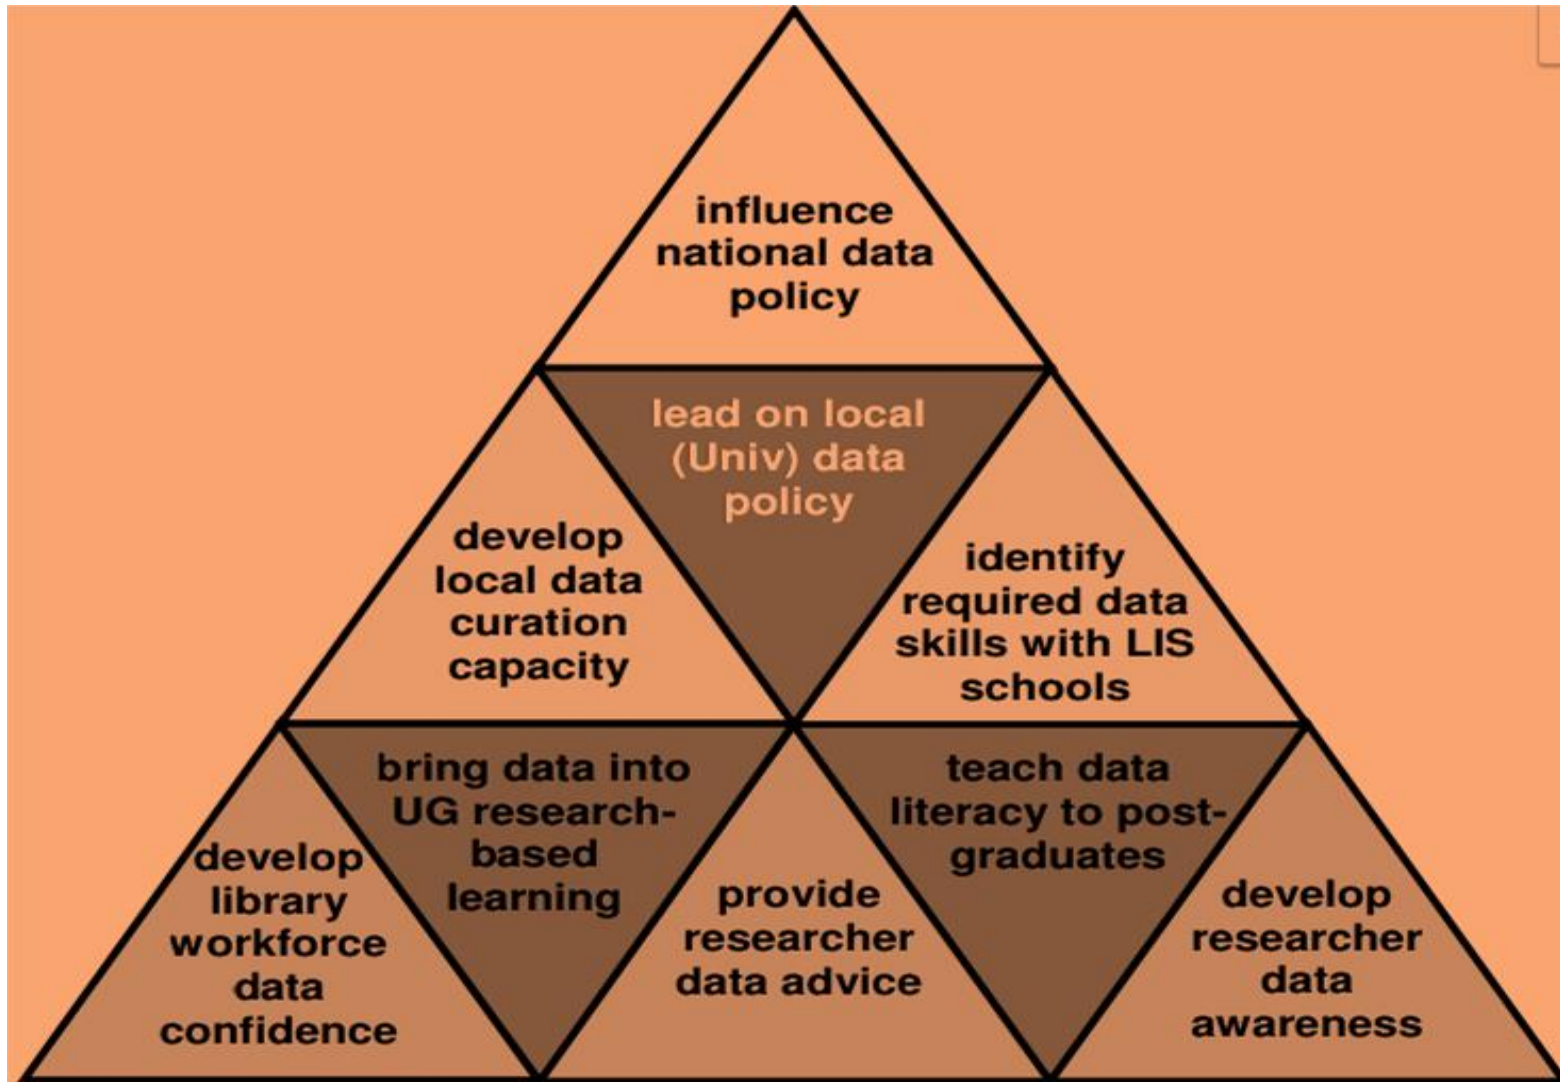 influence
national data
policy
lead on local
(Univ) data
policy
develop
local data
curation
capacity
identify
required data
skills with LIS
schools
bring data into
UG research-
based
learning
teach data
literacy to post-
graduates
develop
library
workforce
data
confidence
provide
researcher
data advice
develop
researcher
data
awareness